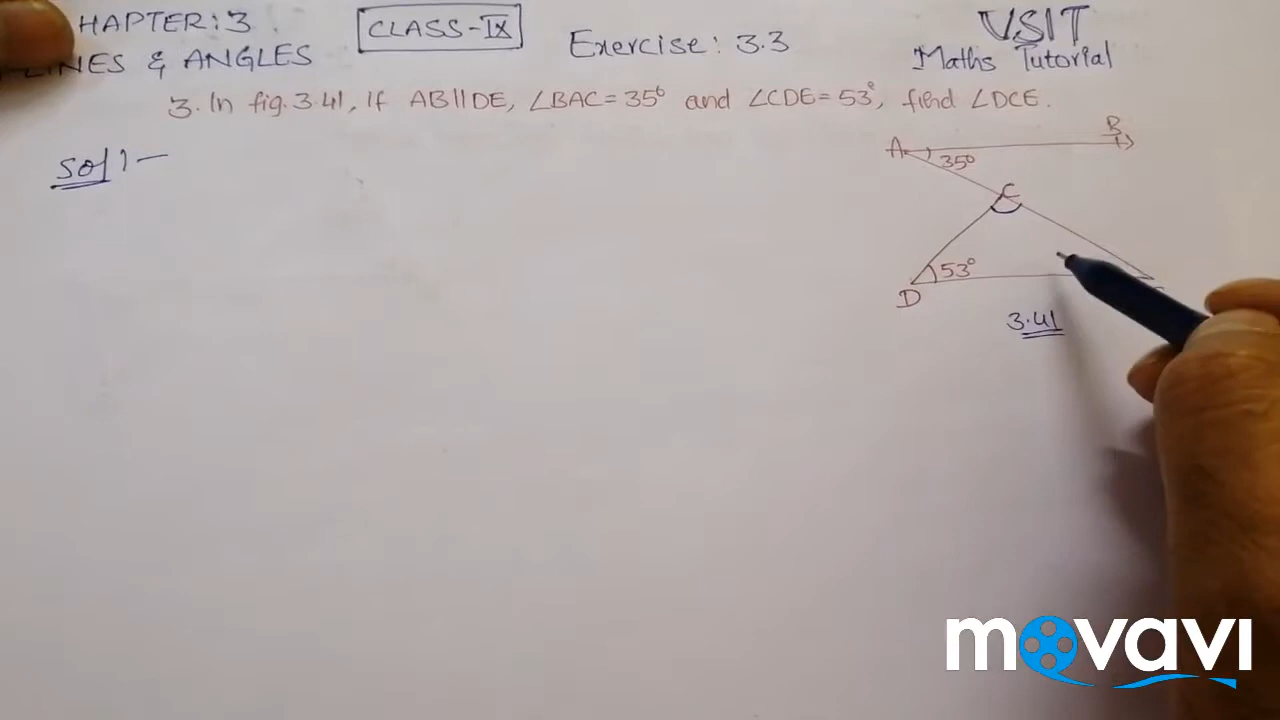 HAPTER: 3
CLASS-IX
Exercise: 3.3
VSIT
LINES & ANGLES
Maths Tutorial
3. In fig. 3.41, if AB||DE, ∠BAC = 35° and ∠CDE = 53°, find ∠DCE.
Sol:-
A
B
35°
C
53°
D
3.41
movavi